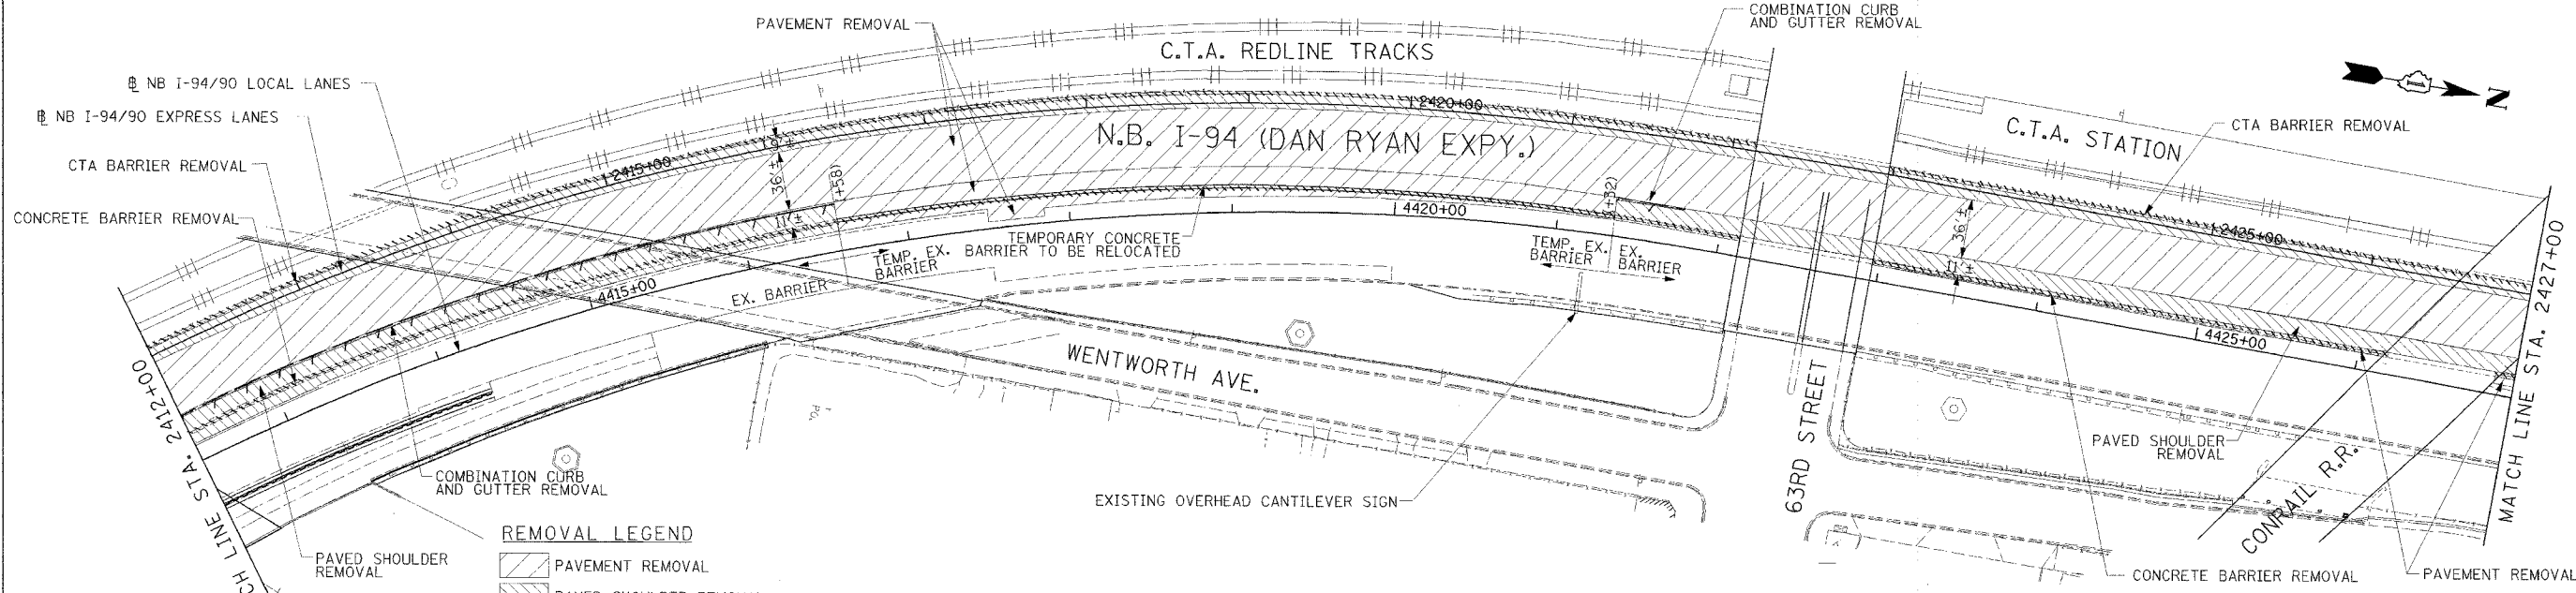 PAVEMENT REMOVAL
COMBINATION CURB
AND GUTTER REMOVAL
C.T.A. REDLINE TRACKS
℄ NB I-94/90 LOCAL LANES
℄ NB I-94/90 EXPRESS LANES
CTA BARRIER REMOVAL
CONCRETE BARRIER REMOVAL
N
2415+00
2420+00
N.B. I-94 (DAN RYAN EXPY.)
C.T.A. STATION
CTA BARRIER REMOVAL
36'±
11'±
+58)
+32)
36'±
11'±
2425+00
4415+00
4420+00
4425+00
TEMPORARY CONCRETE
BARRIER TO BE RELOCATED
TEMP. EX.
BARRIER
EX. BARRIER
TEMP. EX.
BARRIER
EX.
BARRIER
WENTWORTH AVE.
63RD STREET
MATCH LINE STA. 2427+00
CH LINE STA. 2412+00
COMBINATION CURB
AND GUTTER REMOVAL
EXISTING OVERHEAD CANTILEVER SIGN
PAVED SHOULDER
REMOVAL
CONRAIL R.R.
PAVED SHOULDER
REMOVAL
REMOVAL LEGEND
PAVEMENT REMOVAL
CONCRETE BARRIER REMOVAL
PAVEMENT REMOVAL